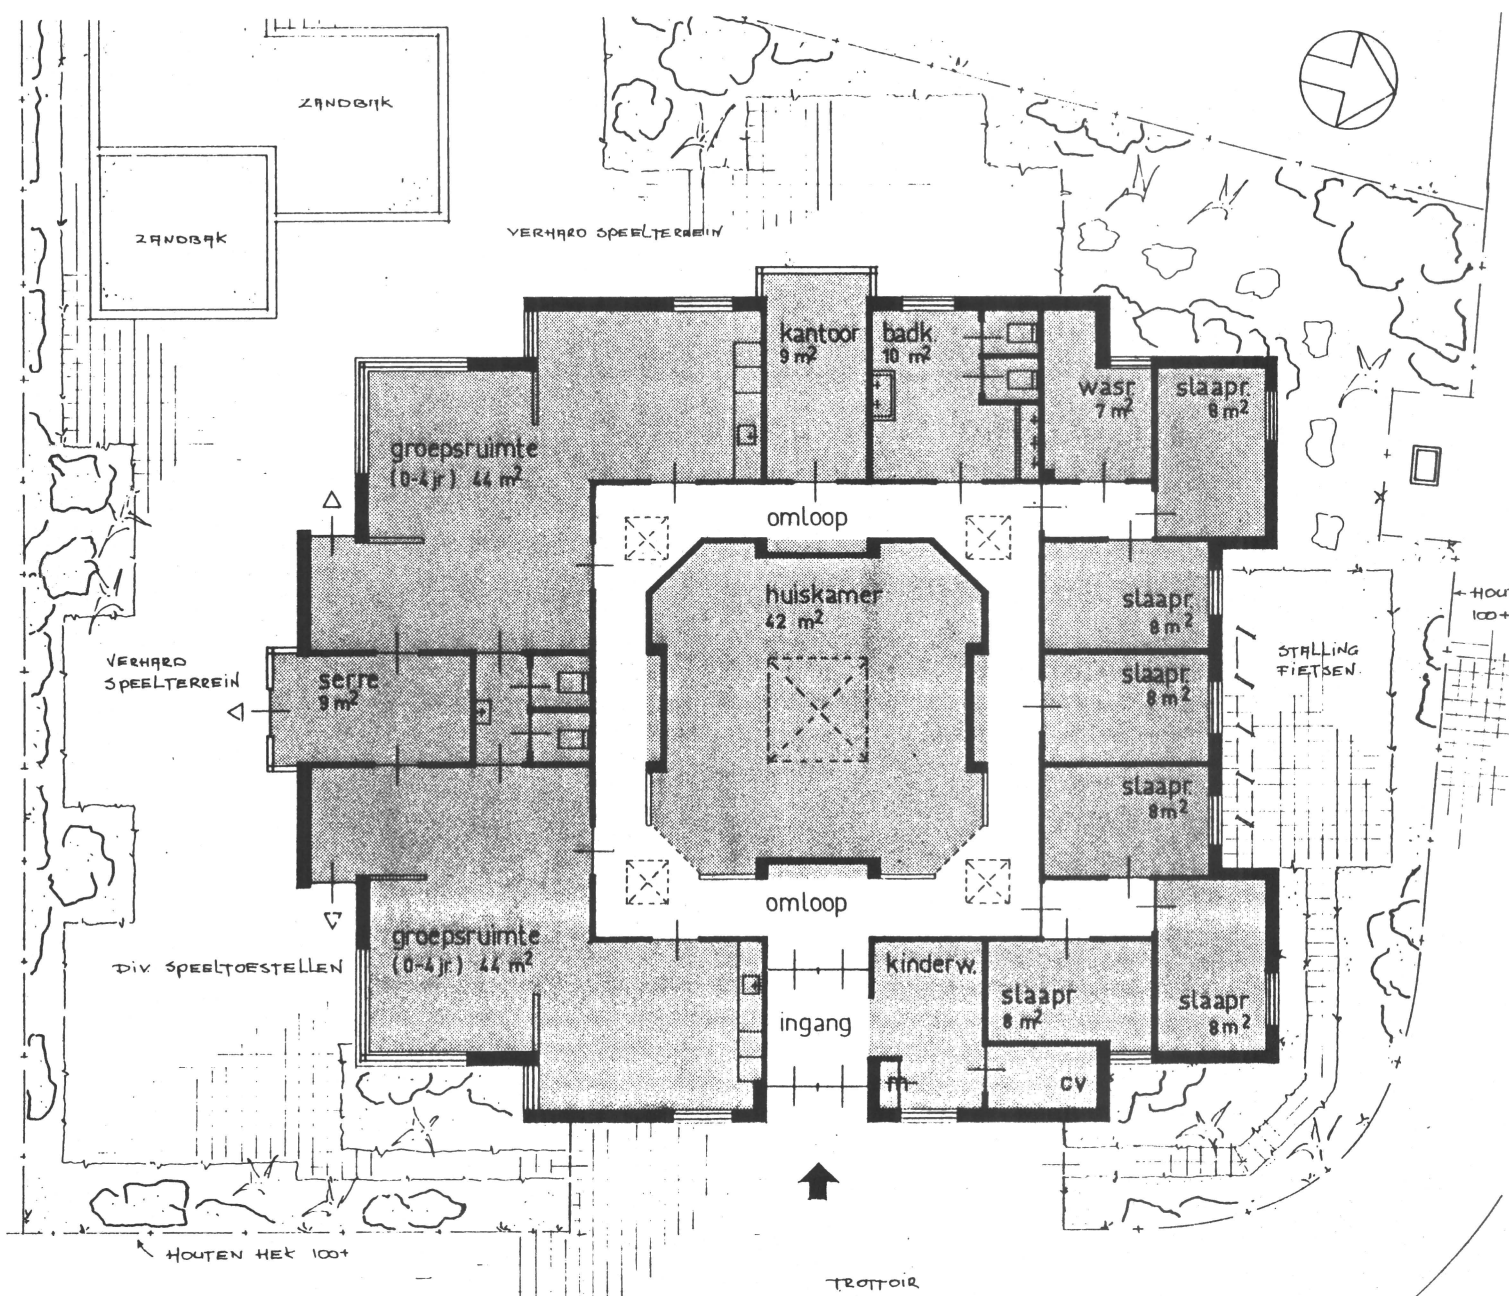 ZANDBAK
ZANDBAK
VERHARD SPEELTERREIN
kantoor
9 m²
badk.
10 m²
wasr.
7 m²
slaapr.
8 m²
groepsruimte
(0-4 jr.) 44 m²
omloop
huiskamer
42 m²
slaapr.
8 m²
HOU
100+
STALLING
FIETSEN
VERHARD
SPEELTERREIN
serre
9 m²
slaapr.
8 m²
slaapr.
8 m²
omloop
groepsruimte
(0-4 jr.) 44 m²
DIV. SPEELTOESTELLEN
kinderw.
slaapr.
8 m²
slaapr.
8 m²
ingang
m
cv
HOUTEN HEK 100+
TROTTOIR